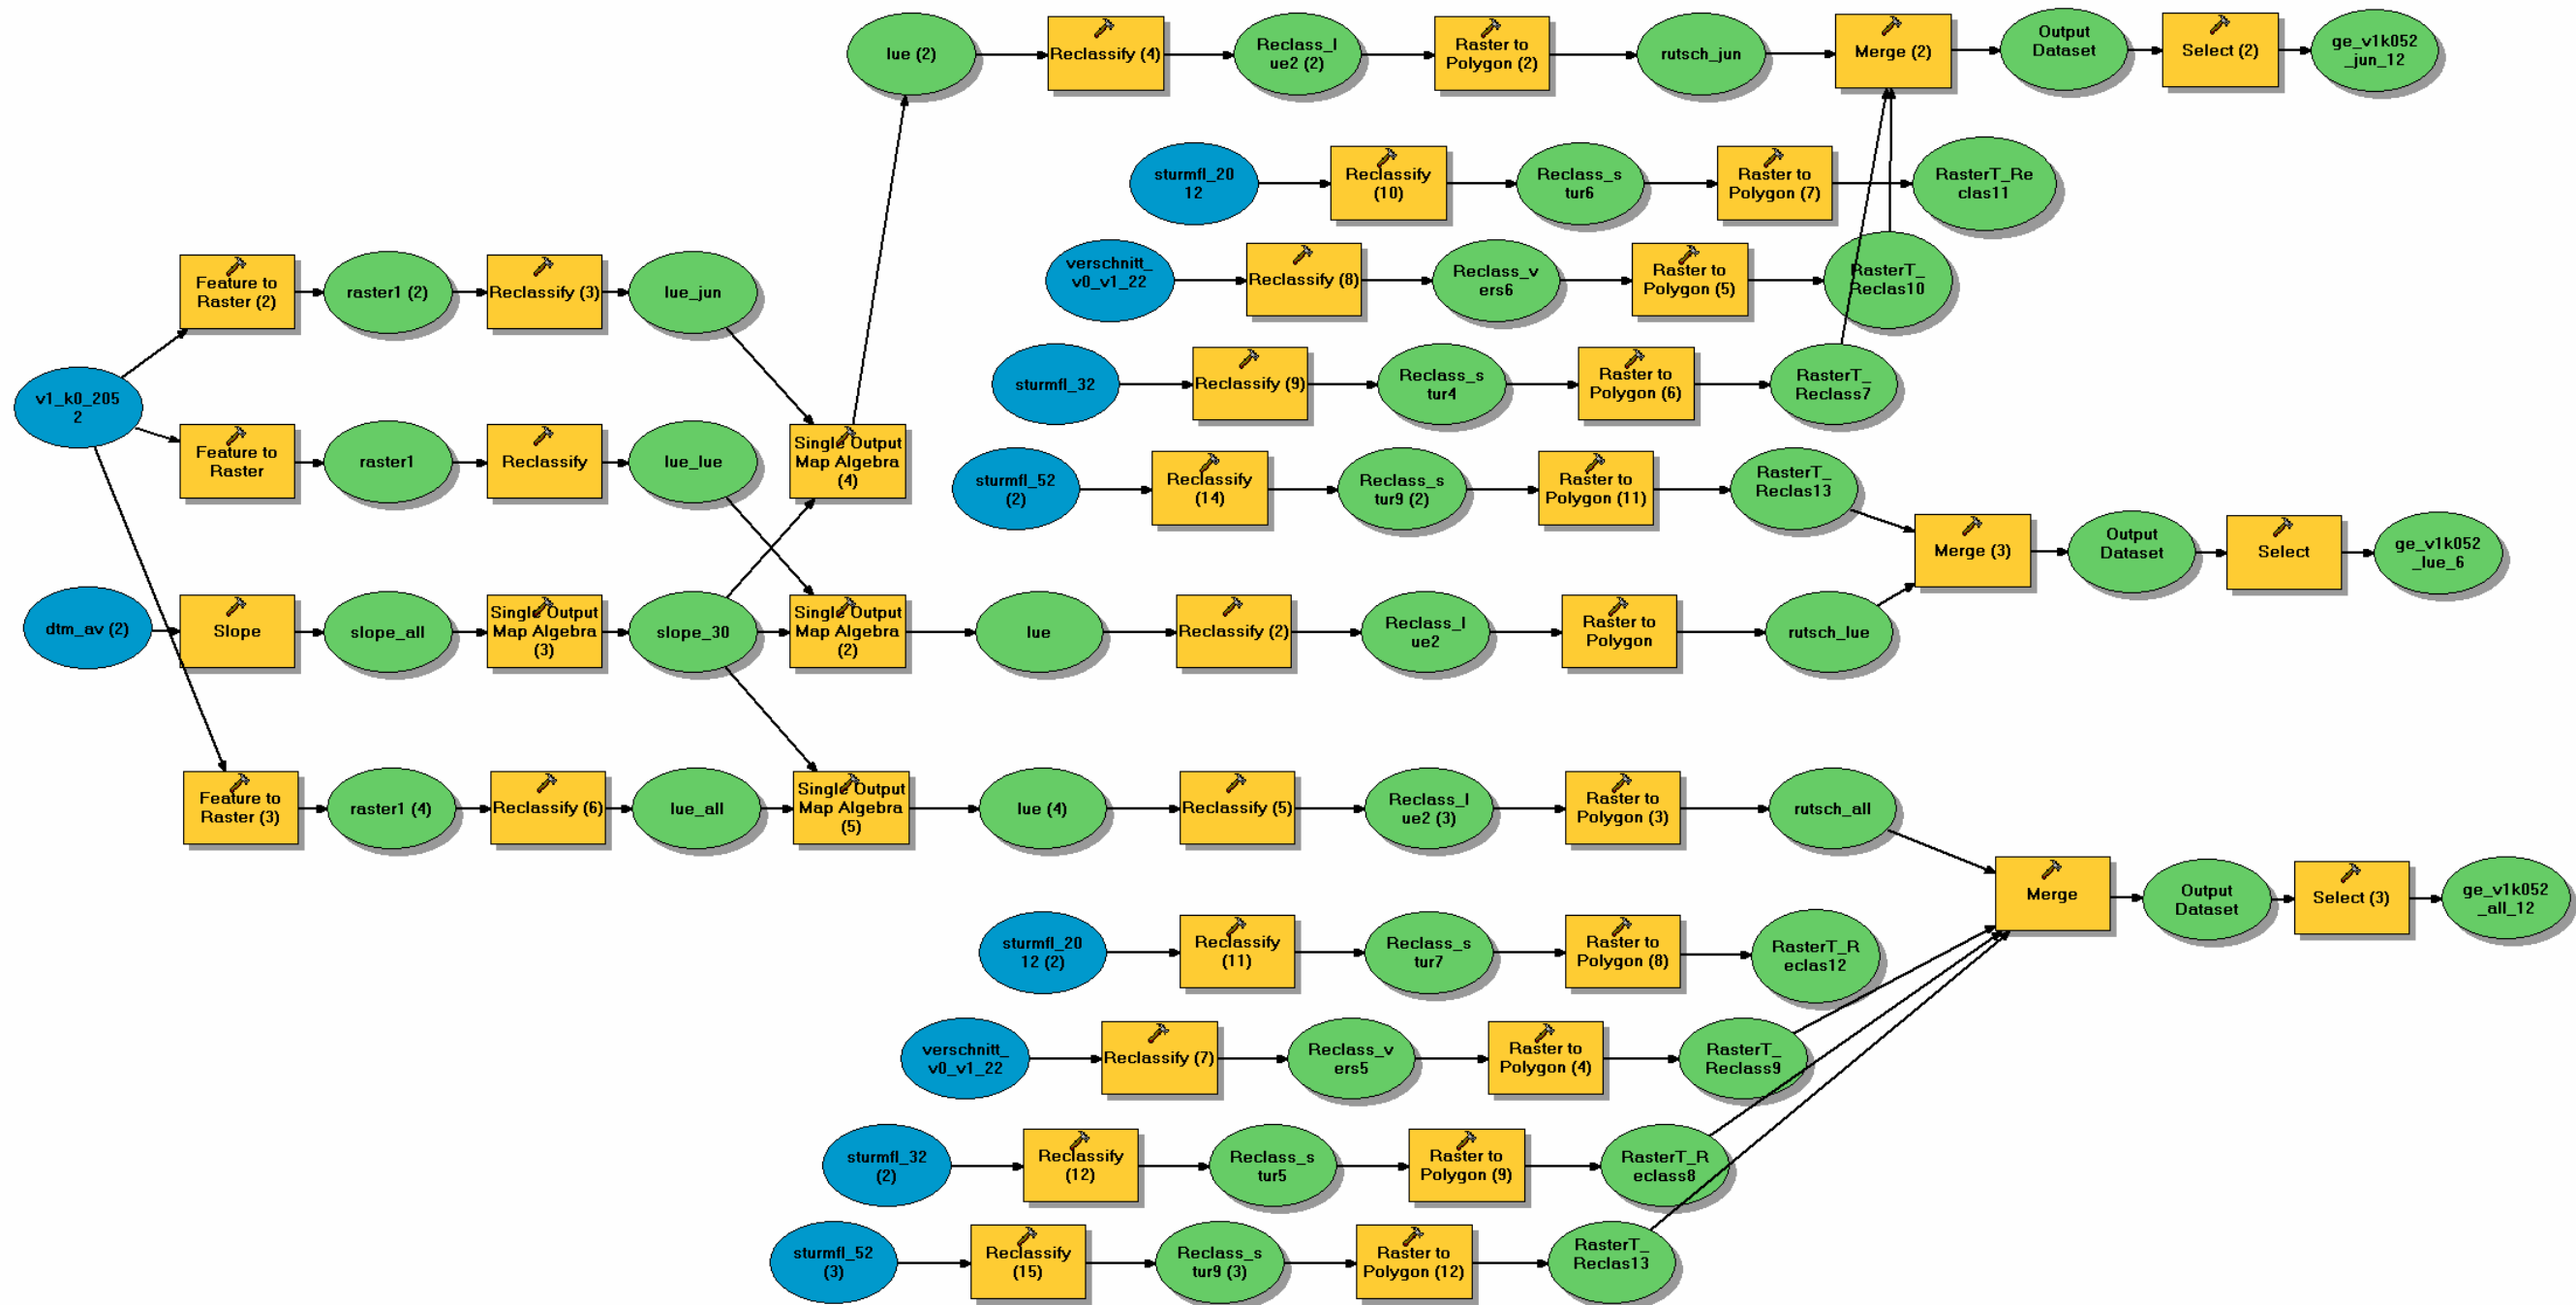 lue (2)
Reclassify (4)
Reclass_l
ue2 (2)
Raster to
Polygon (2)
rutsch_jun
Merge (2)
Output
Dataset
Select (2)
ge_v1k052
_jun_12
sturmfl_20
12
Reclassify
(10)
Reclass_s
tur6
Raster to
Polygon (7)
RasterT_Re
clas11
verschnitt_
v0_v1_22
Reclassify (8)
Reclass_v
ers6
Raster to
Polygon (5)
RasterT_
Reclas10
Feature to
Raster (2)
raster1 (2)
Reclassify (3)
lue_jun
sturmfl_32
Reclassify (9)
Reclass_s
tur4
Raster to
Polygon (6)
RasterT_
Reclass7
v1_k0_205
2
Feature to
Raster
raster1
Reclassify
lue_lue
Single Output
Map Algebra
(4)
sturmfl_52
(2)
Reclassify
(14)
Reclass_s
tur9 (2)
Raster to
Polygon (11)
RasterT_
Reclas13
Merge (3)
Output
Dataset
Select
ge_v1k052
_lue_6
dtm_av (2)
Slope
slope_all
Single Output
Map Algebra
(3)
slope_30
Single Output
Map Algebra
(2)
lue
Reclassify (2)
Reclass_l
ue2
Raster to
Polygon
rutsch_lue
Feature to
Raster (3)
raster1 (4)
Reclassify (6)
lue_all
Single Output
Map Algebra
(5)
lue (4)
Reclassify (5)
Reclass_l
ue2 (3)
Raster to
Polygon (3)
rutsch_all
Merge
Output
Dataset
Select (3)
ge_v1k052
_all_12
sturmfl_20
12 (2)
Reclassify
(11)
Reclass_s
tur7
Raster to
Polygon (8)
RasterT_R
eclas12
verschnitt_
v0_v1_22
Reclassify (7)
Reclass_v
ers5
Raster to
Polygon (4)
RasterT_
Reclass9
sturmfl_32
(2)
Reclassify
(12)
Reclass_s
tur5
Raster to
Polygon (9)
RasterT_R
eclass8
sturmfl_52
(3)
Reclassify
(15)
Reclass_s
tur9 (3)
Raster to
Polygon (12)
RasterT_
Reclas13